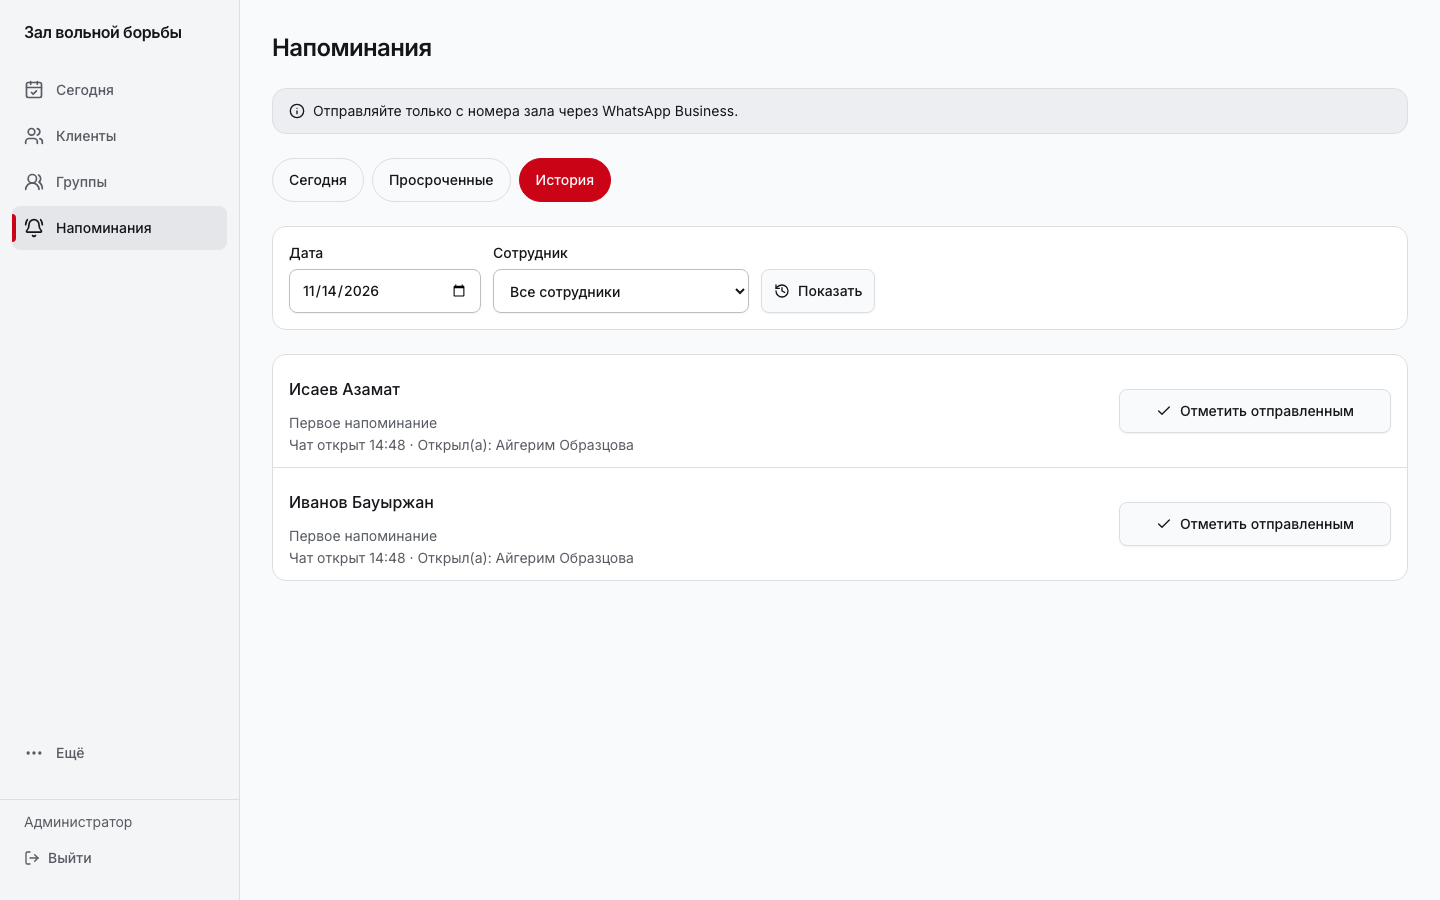 Зал вольной борьбы
Сегодня
Клиенты
Группы
Напоминания
Ещё
Администратор
Выйти
Напоминания
Отправляйте только с номера зала через WhatsApp Business.
Сегодня
Просроченные
История
Дата
Сотрудник
11/14/2026
Все сотрудники
Показать
Исаев Азамат
Первое напоминание
Чат открыт 14:48 · Открыл(а): Айгерим Образцова
Отметить отправленным
Иванов Бауыржан
Первое напоминание
Чат открыт 14:48 · Открыл(а): Айгерим Образцова
Отметить отправленным